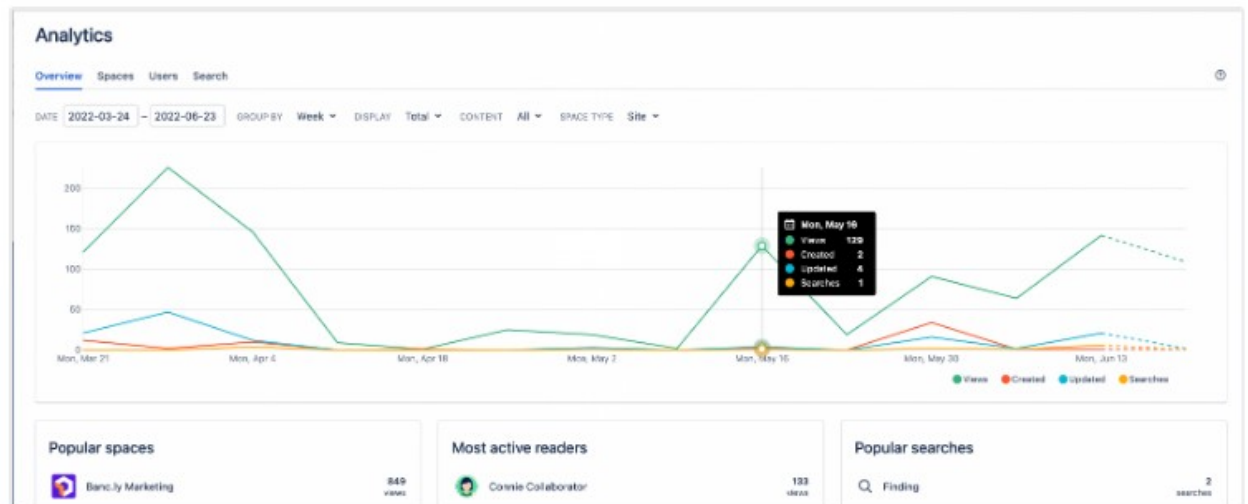 Analytics
Overview Spaces Users Search
DATE 2022-03-24 – 2022-06-23 GROUP BY Week DISPLAY Total CONTENT All SPACE TYPE Site
200
150
100
50
0
Mon, May 16
Views 129
Created 2
Updated 4
Searches 1
Mon, Mar 21 Mon, Apr 4 Mon, Apr 18 Mon, May 2 Mon, May 16 Mon, May 30 Mon, Jun 13
Views Created Updated Searches
Popular spaces
Banc.ly Marketing 849
views
Most active readers
Connie Collaborator 133
views
Popular searches
Finding 2
searches